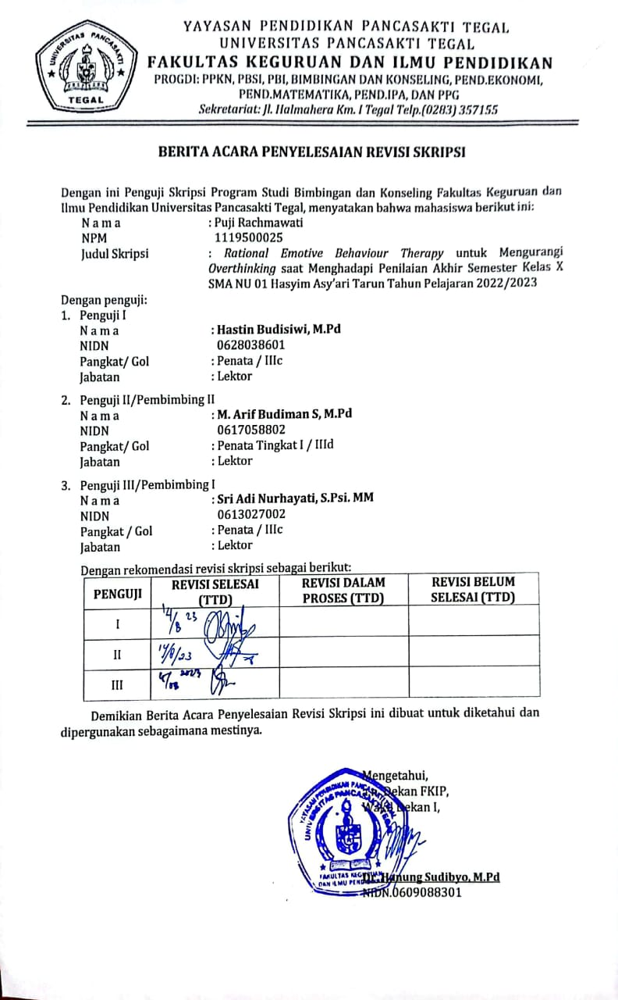 YAYASAN PENDIDIKAN PANCASAKTI TEGAL
UNIVERSITAS PANCASAKTI TEGAL
FAKULTAS KEGURUAN DAN ILMU PENDIDIKAN
PROGDI: PPKN, PBSI, PBI, BIMBINGAN DAN KONSELING, PEND.EKONOMI,
PEND.MATEMATIKA, PEND.IPA, DAN PPG
Sekretariat: Jl. Halmahera Km. I Tegal Telp.(0283) 357155
UNIVERSITAS PANCASAKTI
TEGAL
BERITA ACARA PENYELESAIAN REVISI SKRIPSI
Dengan ini Penguji Skripsi Program Studi Bimbingan dan Konseling Fakultas Keguruan dan
Ilmu Pendidikan Universitas Pancasakti Tegal, menyatakan bahwa mahasiswa berikut ini:
N a m a : Puji Rachmawati
NPM 1119500025
Judul Skripsi : Rational Emotive Behaviour Therapy untuk Mengurangi
Overthinking saat Menghadapi Penilaian Akhir Semester Kelas X
SMA NU 01 Hasyim Asy'ari Tarun Tahun Pelajaran 2022/2023
Dengan penguji:
1. Penguji I
N a m a : Hastin Budisiwi, M.Pd
NIDN 0628038601
Pangkat/ Gol : Penata / IIIc
Jabatan : Lektor
2. Penguji II/Pembimbing II
N a m a : M. Arif Budiman S, M.Pd
NIDN 0617058802
Pangkat/ Gol : Penata Tingkat I / IIId
Jabatan : Lektor
3. Penguji III/Pembimbing I
N a m a : Sri Adi Nurhayati, S.Psi. MM
NIDN 0613027002
Pangkat / Gol : Penata / IIIc
Jabatan : Lektor
Dengan rekomendasi revisi skripsi sebagai berikut:
PENGUJI REVISI SELESAI (TTD) REVISI DALAM PROSES (TTD) REVISI BELUM SELESAI (TTD)
I 14/8 23
II 14/8/23
III 2023
Demikian Berita Acara Penyelesaian Revisi Skripsi ini dibuat untuk diketahui dan
dipergunakan sebagaimana mestinya.
Mengetahui,
Dekan FKIP,
Wakil Dekan I,
YAYASAN PENDIDIKAN PANCASAKTI TEGAL
UNIVERSITAS PANCASAKTI TEGAL
FAKULTAS KEGURUAN
DAN ILMU PENDIDIKAN
Dr. Hanung Sudibyo, M.Pd
NIDN.0609088301